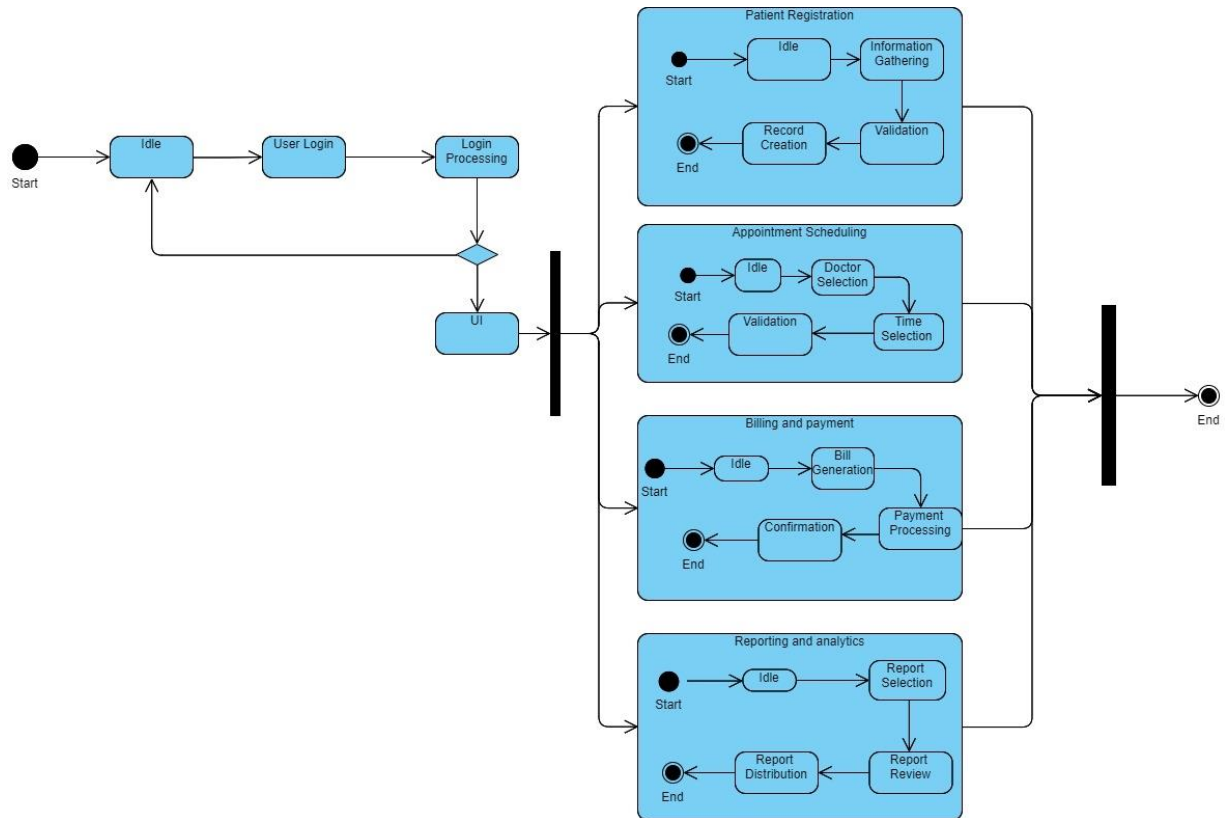 Start
Idle
User Login
Login
Processing
UI
Patient Registration
Start
Idle
Information
Gathering
Validation
Record
Creation
End
Appointment Scheduling
Start
Idle
Doctor
Selection
Time
Selection
Validation
End
Billing and payment
Start
Idle
Bill
Generation
Payment
Processing
Confirmation
End
Reporting and analytics
Start
Idle
Report
Selection
Report
Review
Report
Distribution
End
End